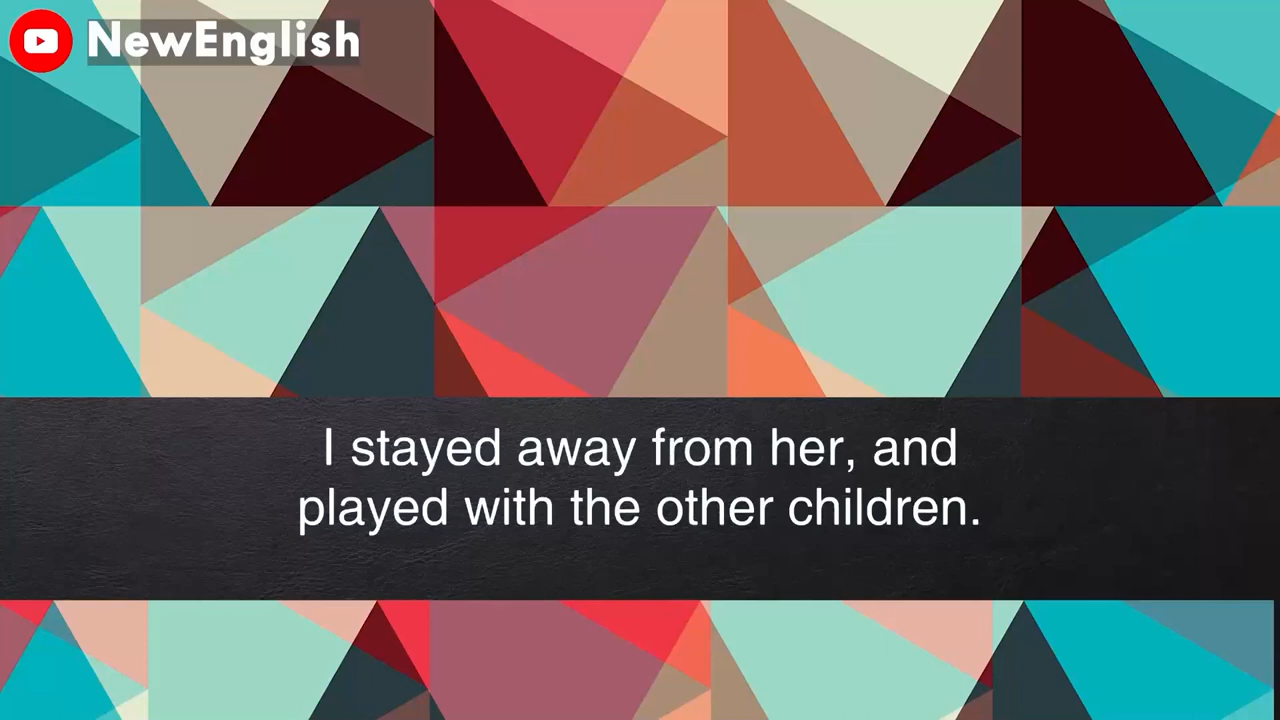 NewEnglish
I stayed away from her, and
played with the other children.